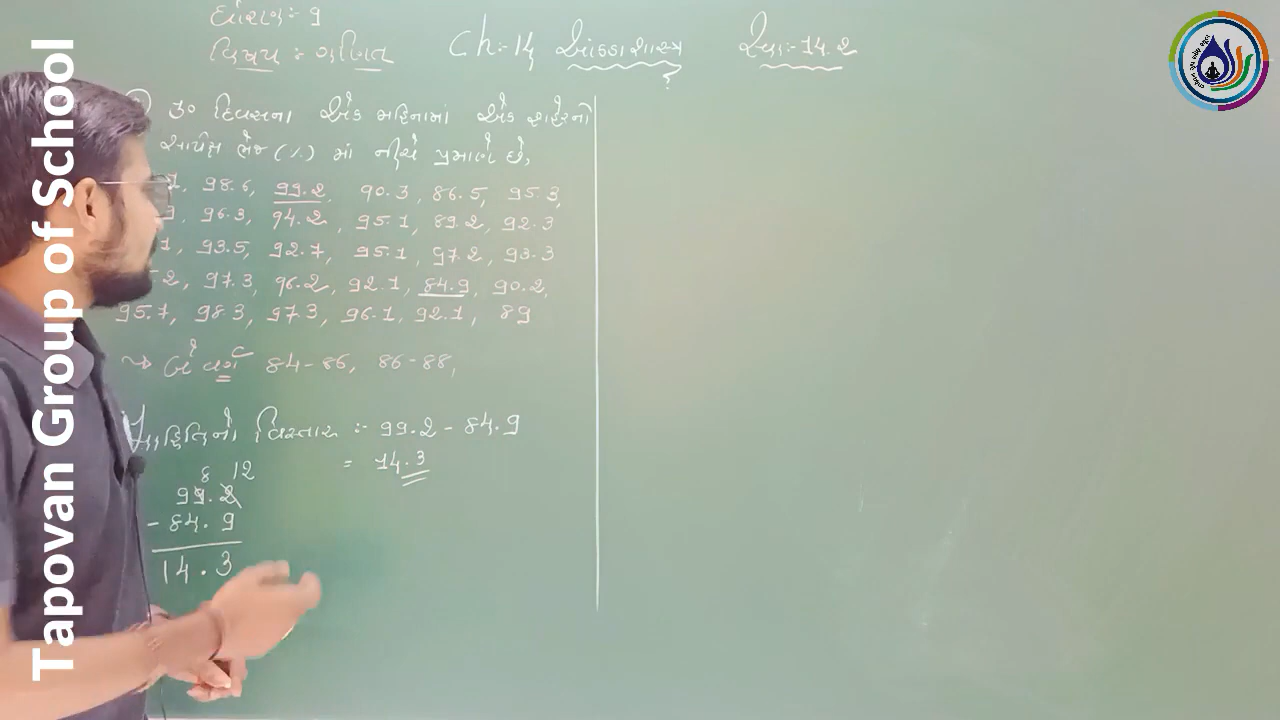 ધોરણ :- 9
વિષય : ગણિત
Ch:-14 આંકડાશાસ્ત્ર
સ્વા:-14.2
30 દિવસના એક મહિનામાં એક શહેરનો
સાપેક્ષ ભેજ (%) માં નીચે પ્રમાણે છે,
1, 98.6, 99.2, 90.3, 86.5, 95.3,
9, 96.3, 94.2, 95.1, 89.2, 92.3
1, 93.5, 92.7, 95.1, 97.2, 93.3
2, 97.3, 96.2, 92.1, 84.9, 90.2,
95.7, 98.3, 97.3, 96.1, 92.1, 89
→ બે વર્ગ 84-86, 86-88,
માહિતીનો વિસ્તાર :- 99.2 - 84.9
= 14.3
8 12
99.2
- 84.9
14.3
Tapovan Group of School